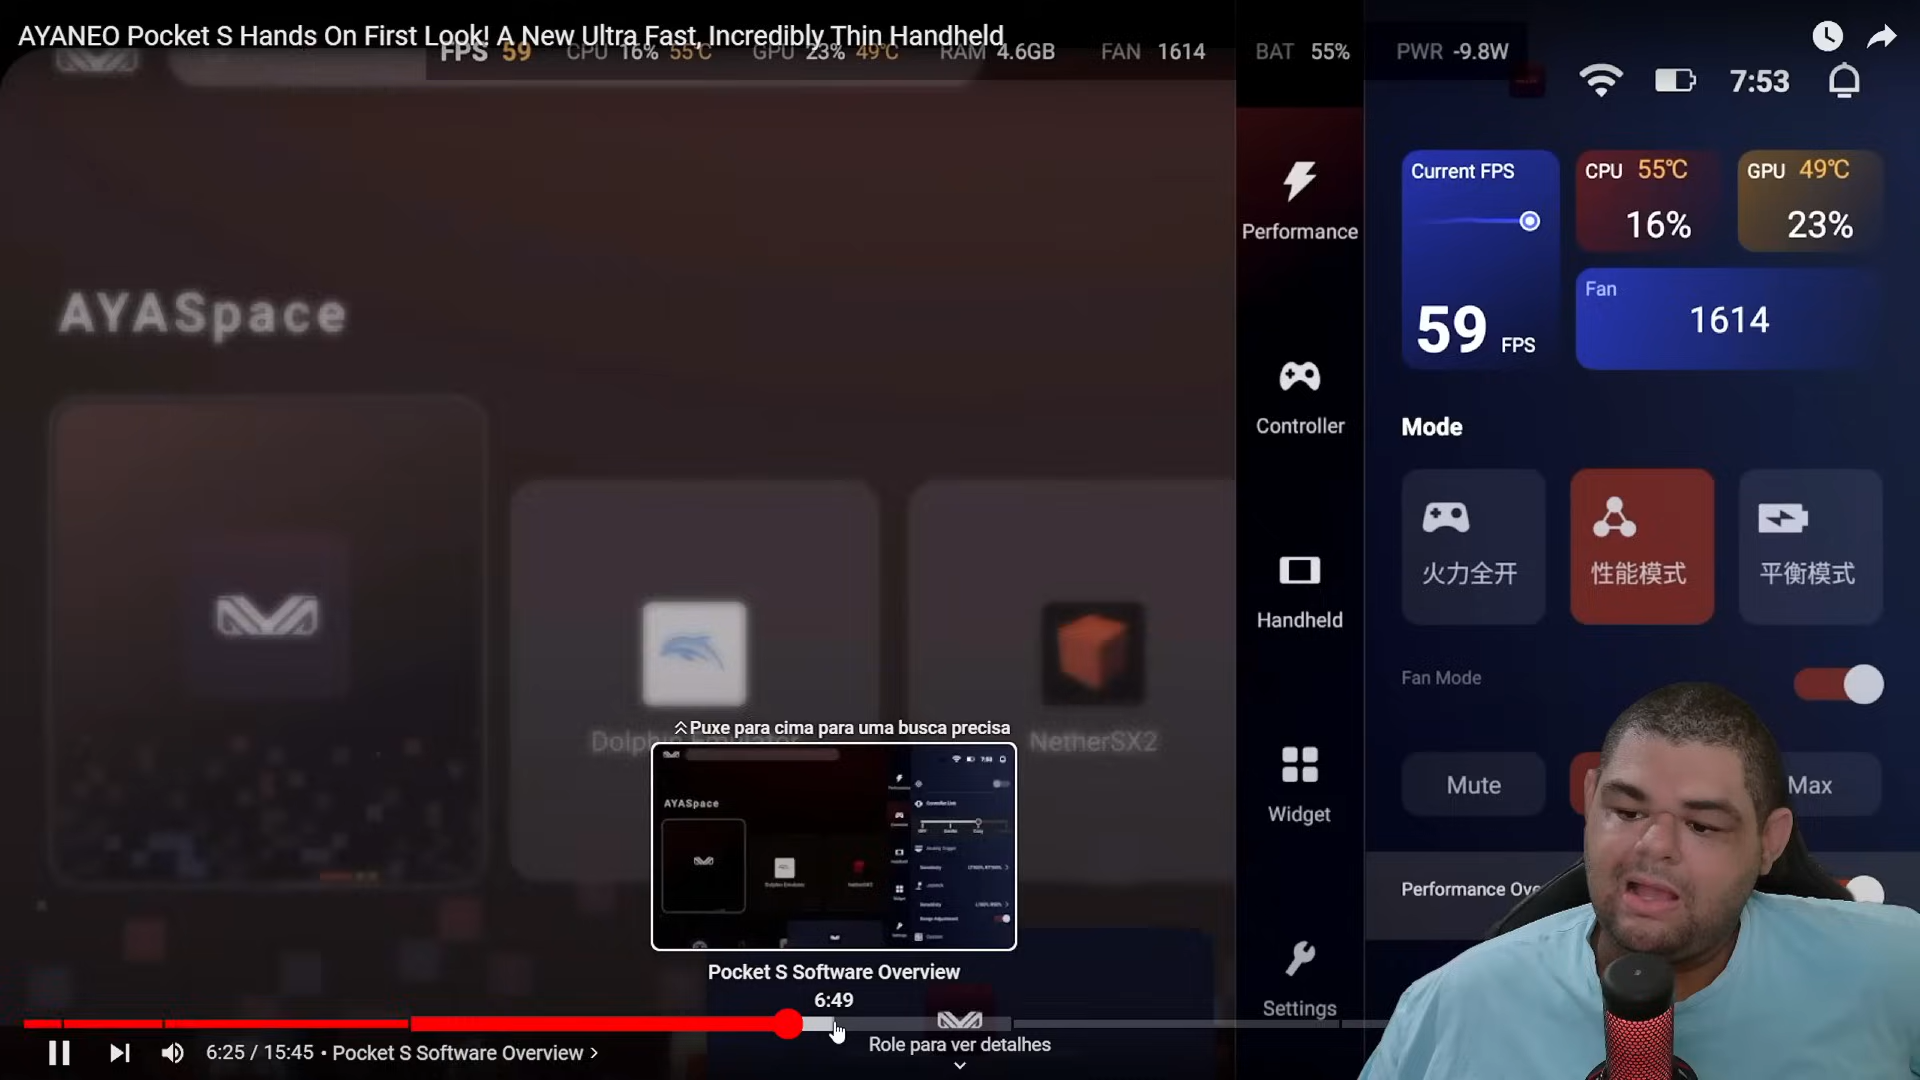 AYANEO Pocket S Hands On First Look! A New Ultra Fast, Incredibly Thin Handheld
FPS 59 CPU 16% 55℃ GPU 23% 49℃ RAM 4.6GB FAN 1614 BAT 55% PWR -9.8W
7:53
Current FPS
59 FPS
CPU 55℃
16%
GPU 49℃
23%
Fan
1614
Performance
Controller
Handheld
Widget
Settings
Mode
火力全开
性能模式
平衡模式
Fan Mode
Mute
Max
Performance Ove
AYASpace
Dolphin Emulator
NetherSX2
Puxe para cima para uma busca precisa
AYASpace
Pocket S Software Overview
6:49
6:25 / 15:45 • Pocket S Software Overview
Role para ver detalhes